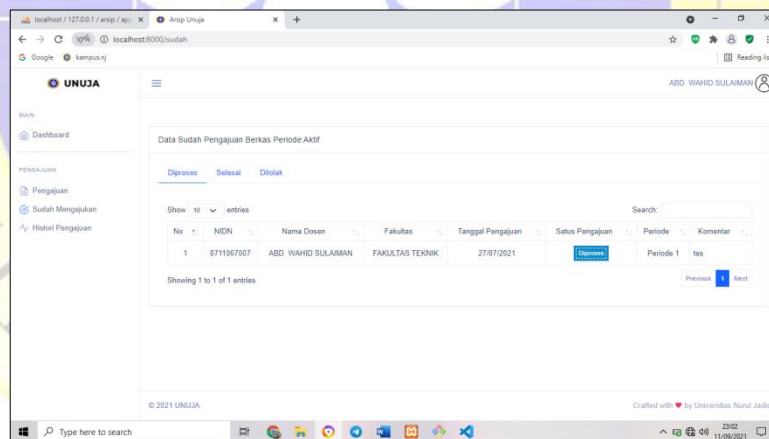 localhost / 127.0.0.1 / arsip / app
Arsip Unuja
localhost:8000/sudah
Google
kampus.nj
Reading list
UNUJA
ABD. WAHID SULAIMAN
MAIN
Dashboard
PENGAJUAN
Pengajuan
Sudah Mengajukan
Histori Pengajuan
Data Sudah Pengajuan Berkas Periode Aktif
Diproses Selesai Ditolak
Show 10 entries Search:
No NIDN Nama Dosen Fakultas Tanggal Pengajuan Satus Pengajuan Periode Komentar
1 0711067007 ABD. WAHID SULAIMAN FAKULTAS TEKNIK 27/07/2021 Diproses Periode 1 tes
Showing 1 to 1 of 1 entries
Previous 1 Next
© 2021 UNUJA
Crafted with ❤ by Universitas Nurul Jadid
Type here to search
23:02
11/09/2021